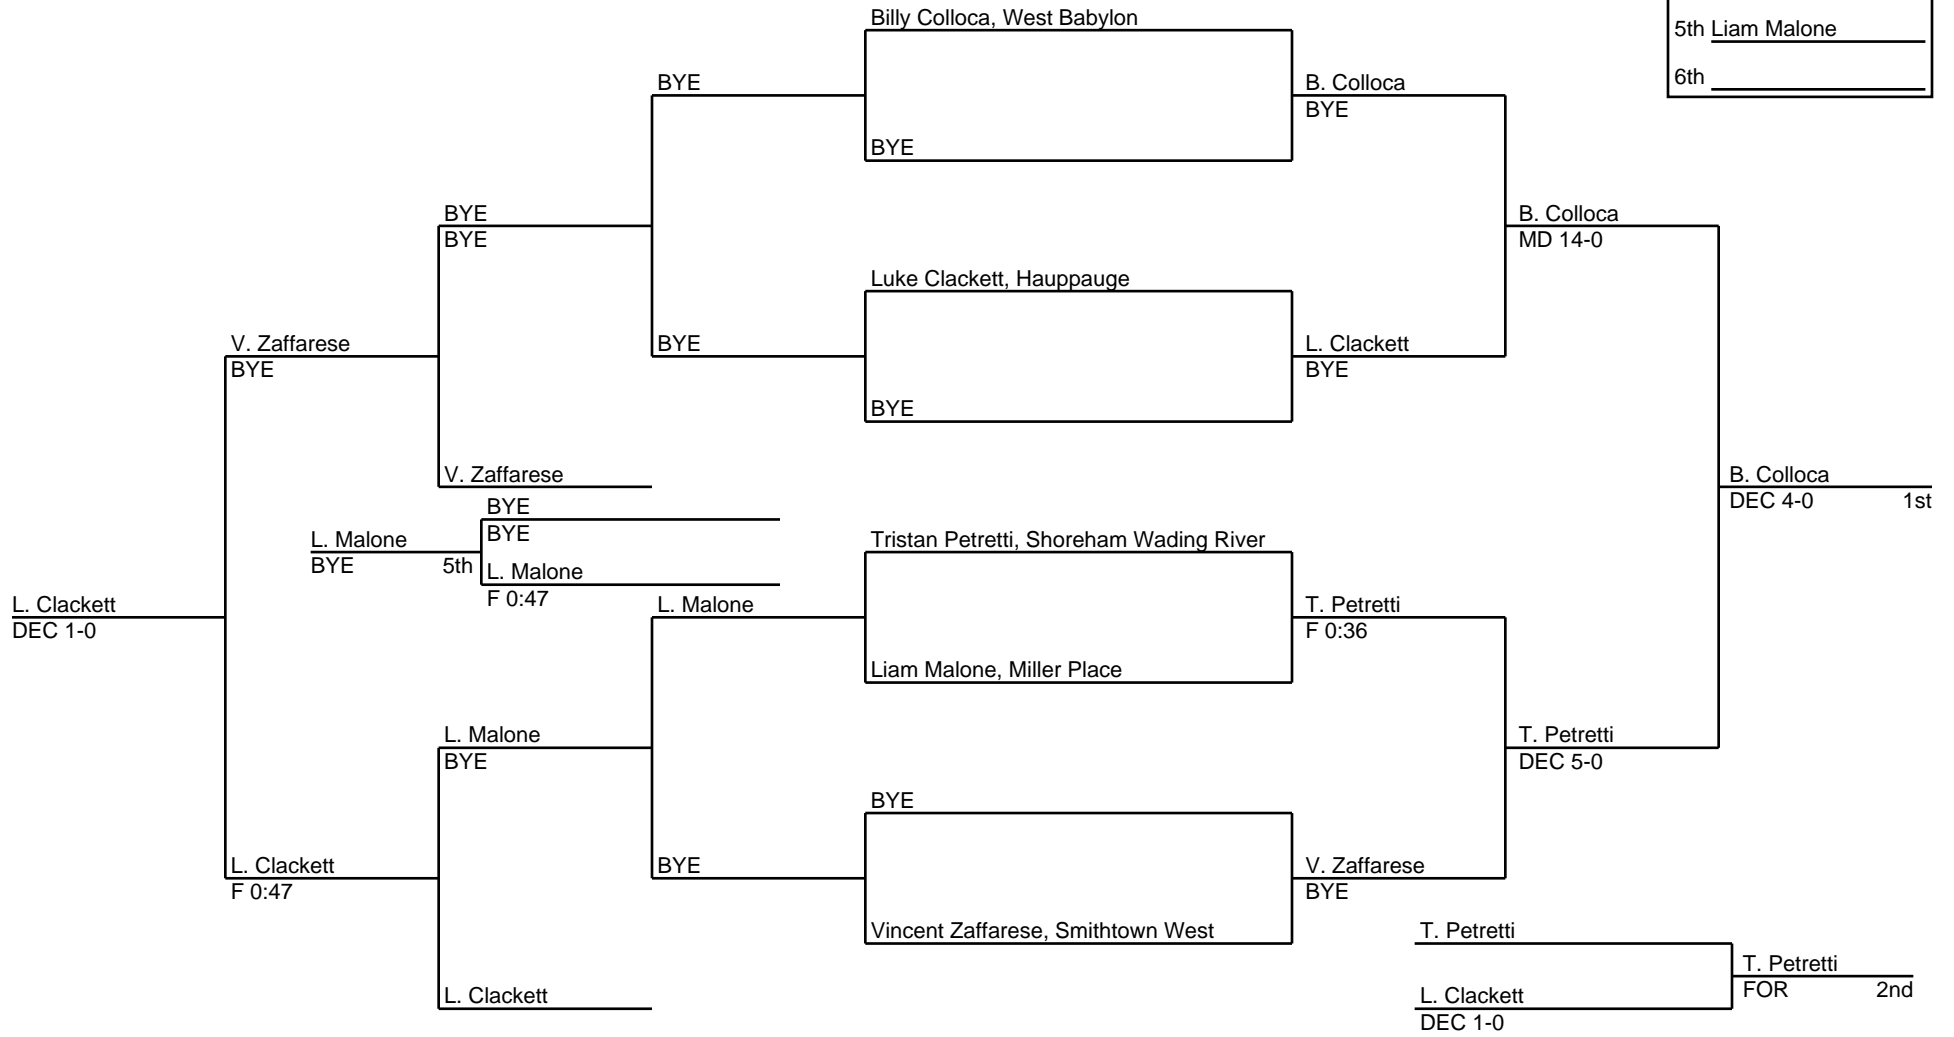 Billy Colloca, West Babylon
5th Liam Malone
6th
BYE
B. Colloca
BYE
BYE
BYE
BYE
B. Colloca
MD 14-0
Luke Clackett, Hauppauge
V. Zaffarese
BYE
BYE
L. Clackett
BYE
BYE
V. Zaffarese
B. Colloca
DEC 4-0 1st
BYE
BYE
L. Malone
BYE 5th
L. Malone
F 0:47
Tristan Petretti, Shoreham Wading River
L. Clackett
DEC 1-0
L. Malone
T. Petretti
F 0:36
Liam Malone, Miller Place
L. Malone
BYE
T. Petretti
DEC 5-0
BYE
L. Clackett
F 0:47
BYE
V. Zaffarese
BYE
Vincent Zaffarese, Smithtown West
T. Petretti
T. Petretti
FOR 2nd
L. Clackett
L. Clackett
DEC 1-0